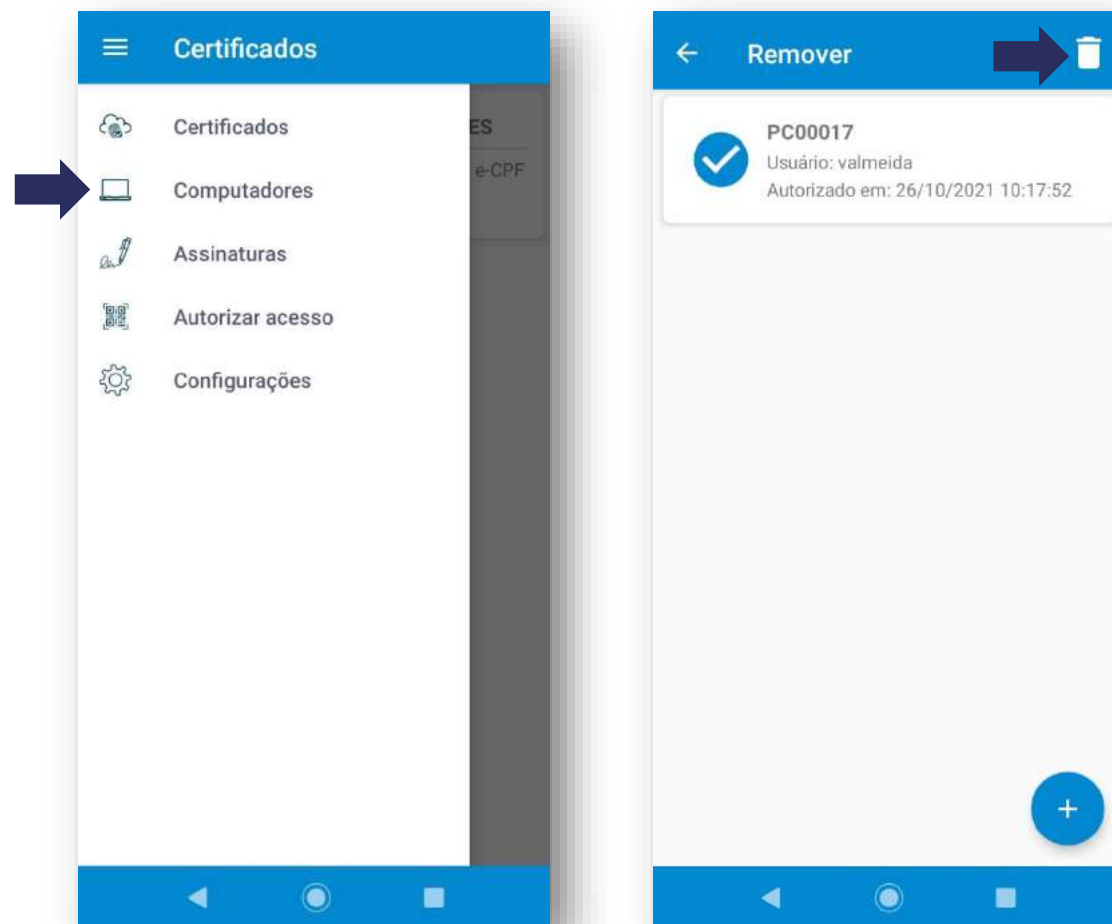 Certificados
Certificados
Computadores
Assinaturas
Autorizar acesso
Configurações
ES
e-CPF
Remover
PC00017
Usuário: valmeida
Autorizado em: 26/10/2021 10:17:52